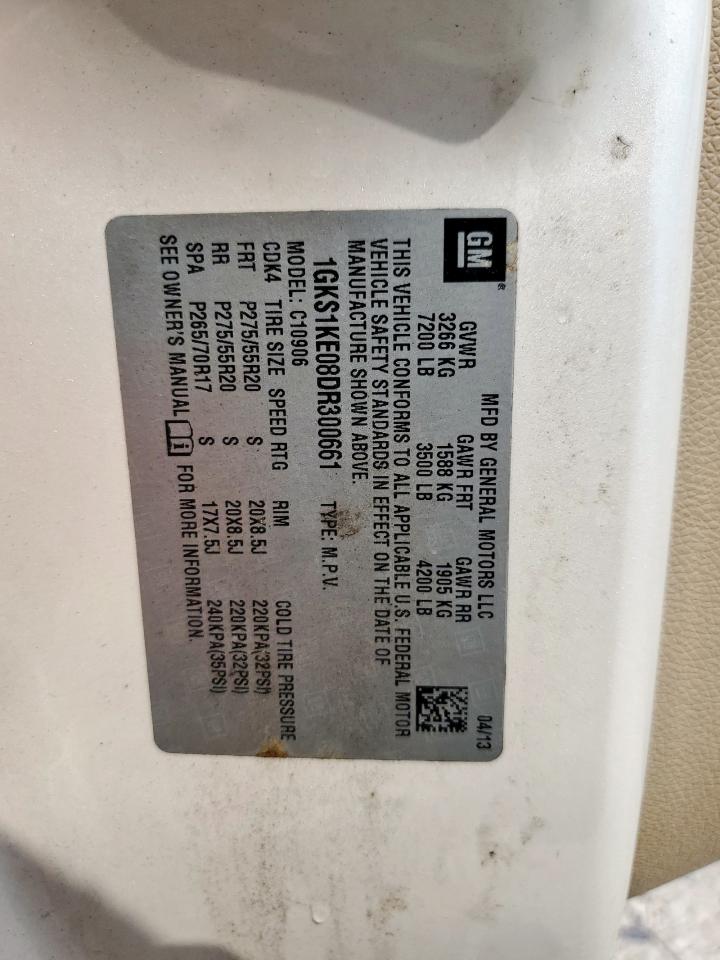 GM®
MFD BY GENERAL MOTORS LLC 04/13
GVWR GAWR FRT GAWR RR
3266 KG 1588 KG 1905 KG
7200 LB 3500 LB 4200 LB
THIS VEHICLE CONFORMS TO ALL APPLICABLE U.S. FEDERAL MOTOR
VEHICLE SAFETY STANDARDS IN EFFECT ON THE DATE OF
MANUFACTURE SHOWN ABOVE.
1GKS1KE08DR300661 TYPE: M.P.V.
MODEL: C10906
CDK4 TIRE SIZE SPEED RTG RIM COLD TIRE PRESSURE
FRT P275/55R20 S 20X8.5J 220KPA(32PSI)
RR P275/55R20 S 20X8.5J 220KPA(32PSI)
SPA P265/70R17 S 17X7.5J 240KPA(35PSI)
SEE OWNER'S MANUAL i FOR MORE INFORMATION.